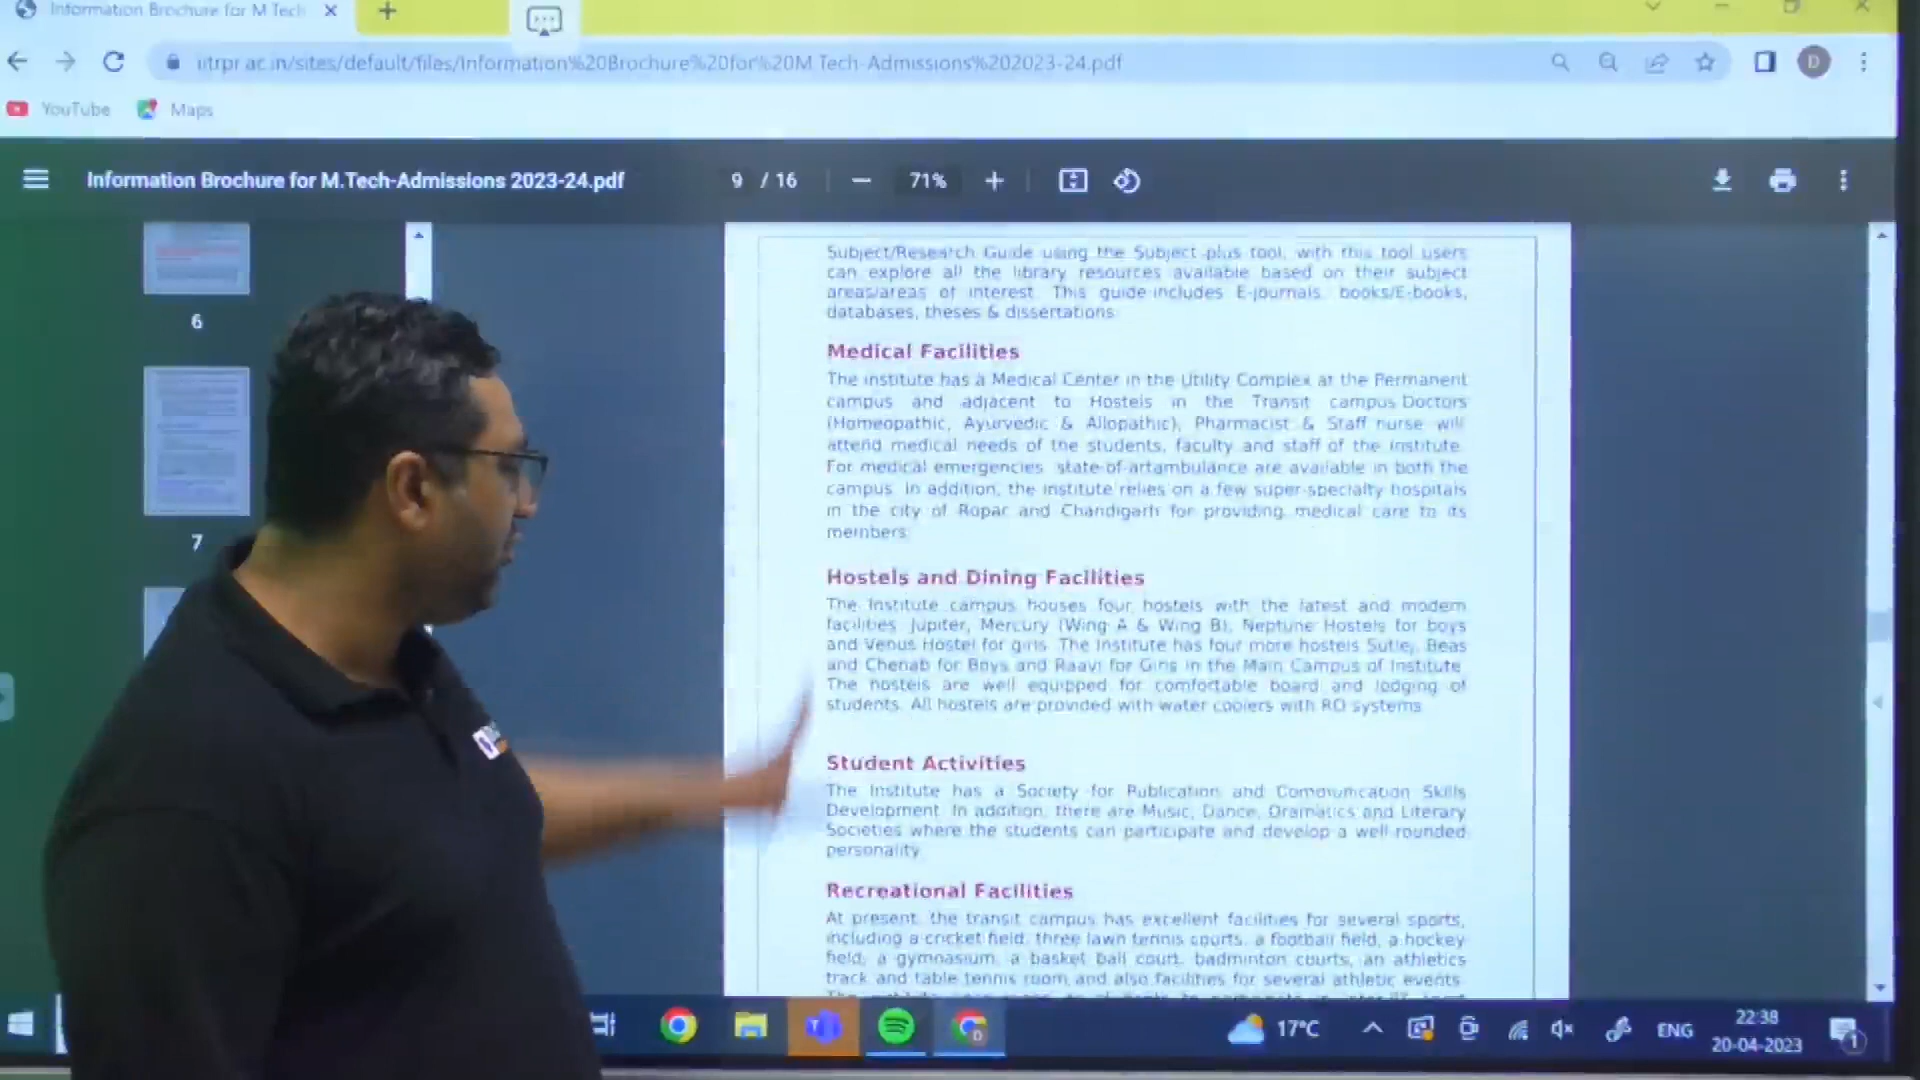 Information Brochure for M Tech
iitrpr.ac.in/sites/default/files/Information%20Brochure%20for%20M.Tech-Admissions%202023-24.pdf
D
YouTube
Maps
Information Brochure for M.Tech-Admissions 2023-24.pdf
9 / 16
71%
6
7
Subject/Research Guide using the Subject plus tool, with this tool users
can explore all the library resources available based on their subject
areas/areas of interest. This guide includes E-journals, books/E-books,
databases, theses & dissertations.
Medical Facilities
The institute has a Medical Center in the Utility Complex at the Permanent
campus and adjacent to Hostels in the Transit campus.Doctors
(Homeopathic, Ayurvedic & Allopathic), Pharmacist & Staff nurse will
attend medical needs of the students, faculty and staff of the institute.
For medical emergencies, state-of-artambulance are available in both the
campus. In addition, the institute relies on a few super-specialty hospitals
in the city of Ropar and Chandigarh for providing medical care to its
members.
Hostels and Dining Facilities
The Institute campus houses four hostels with the latest and modern
facilities: Jupiter, Mercury (Wing A & Wing B), Neptune Hostels for boys
and Venus Hostel for girls. The Institute has four more hostels Sutlej, Beas
and Chenab for Boys and Raavi for Girls in the Main Campus of Institute.
The hostels are well equipped for comfortable board and lodging of
students. All hostels are provided with water coolers with RO systems.
Student Activities
The Institute has a Society for Publication and Communication Skills
Development. In addition, there are Music, Dance, Dramatics and Literary
Societies where the students can participate and develop a well rounded
personality.
Recreational Facilities
At present, the transit campus has excellent facilities for several sports,
including a cricket field, three lawn tennis courts, a football field, a hockey
field, a gymnasium, a basket ball court, badminton courts, an athletics
track and table tennis room and also facilities for several athletic events.
17°C
ENG
22:38
20-04-2023
1